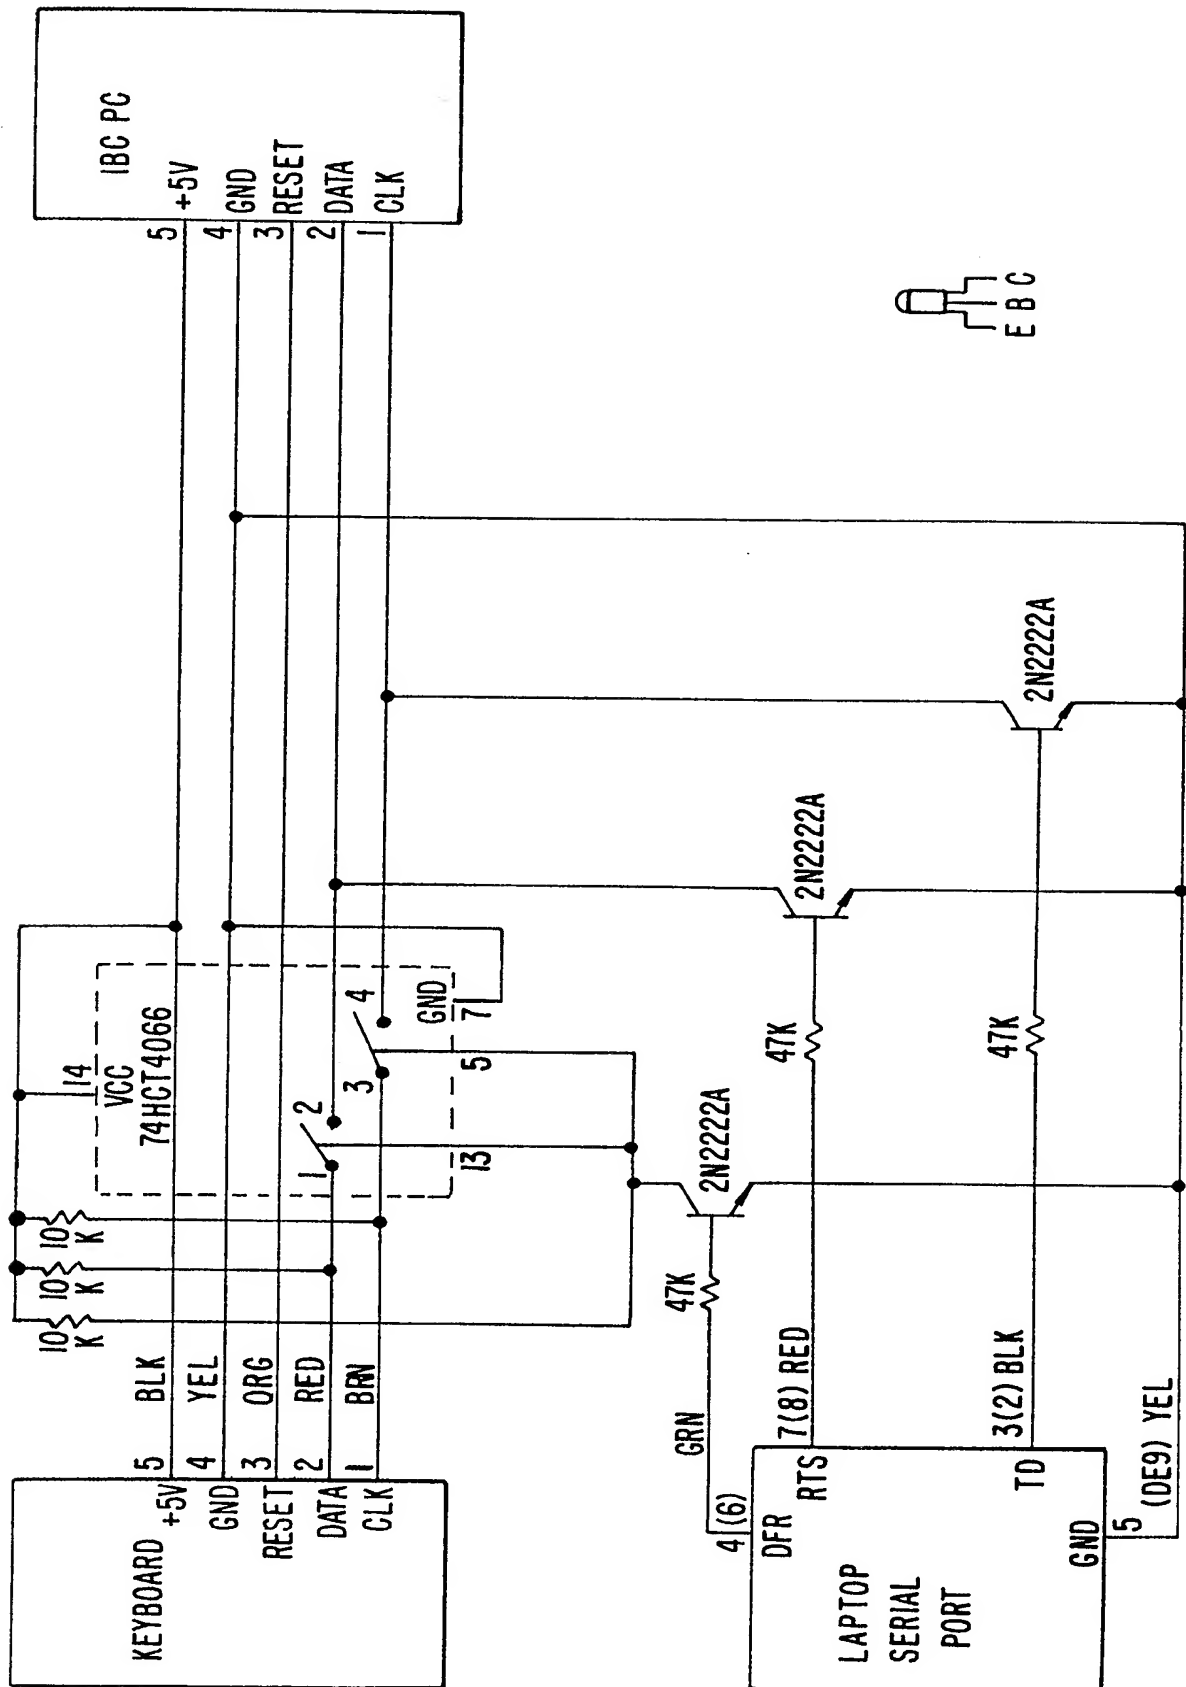 KEYBOARD
+5V
GND
RESET
DATA
CLK
5
4
3
2
1
BLK
YEL
ORG
RED
BRN
10
K
10
K
10
K
14
VCC
74HCT4066
1
2
3
4
GND
7
5
13
IBC PC
+5V
GND
RESET
DATA
CLK
5
4
3
2
1
LAPTOP
SERIAL
PORT
DFR
RTS
TD
GND
4 (6)
GRN
7(8) RED
3(2) BLK
5
(DE9) YEL
47K
47K
47K
2N2222A
2N2222A
2N2222A
E B C